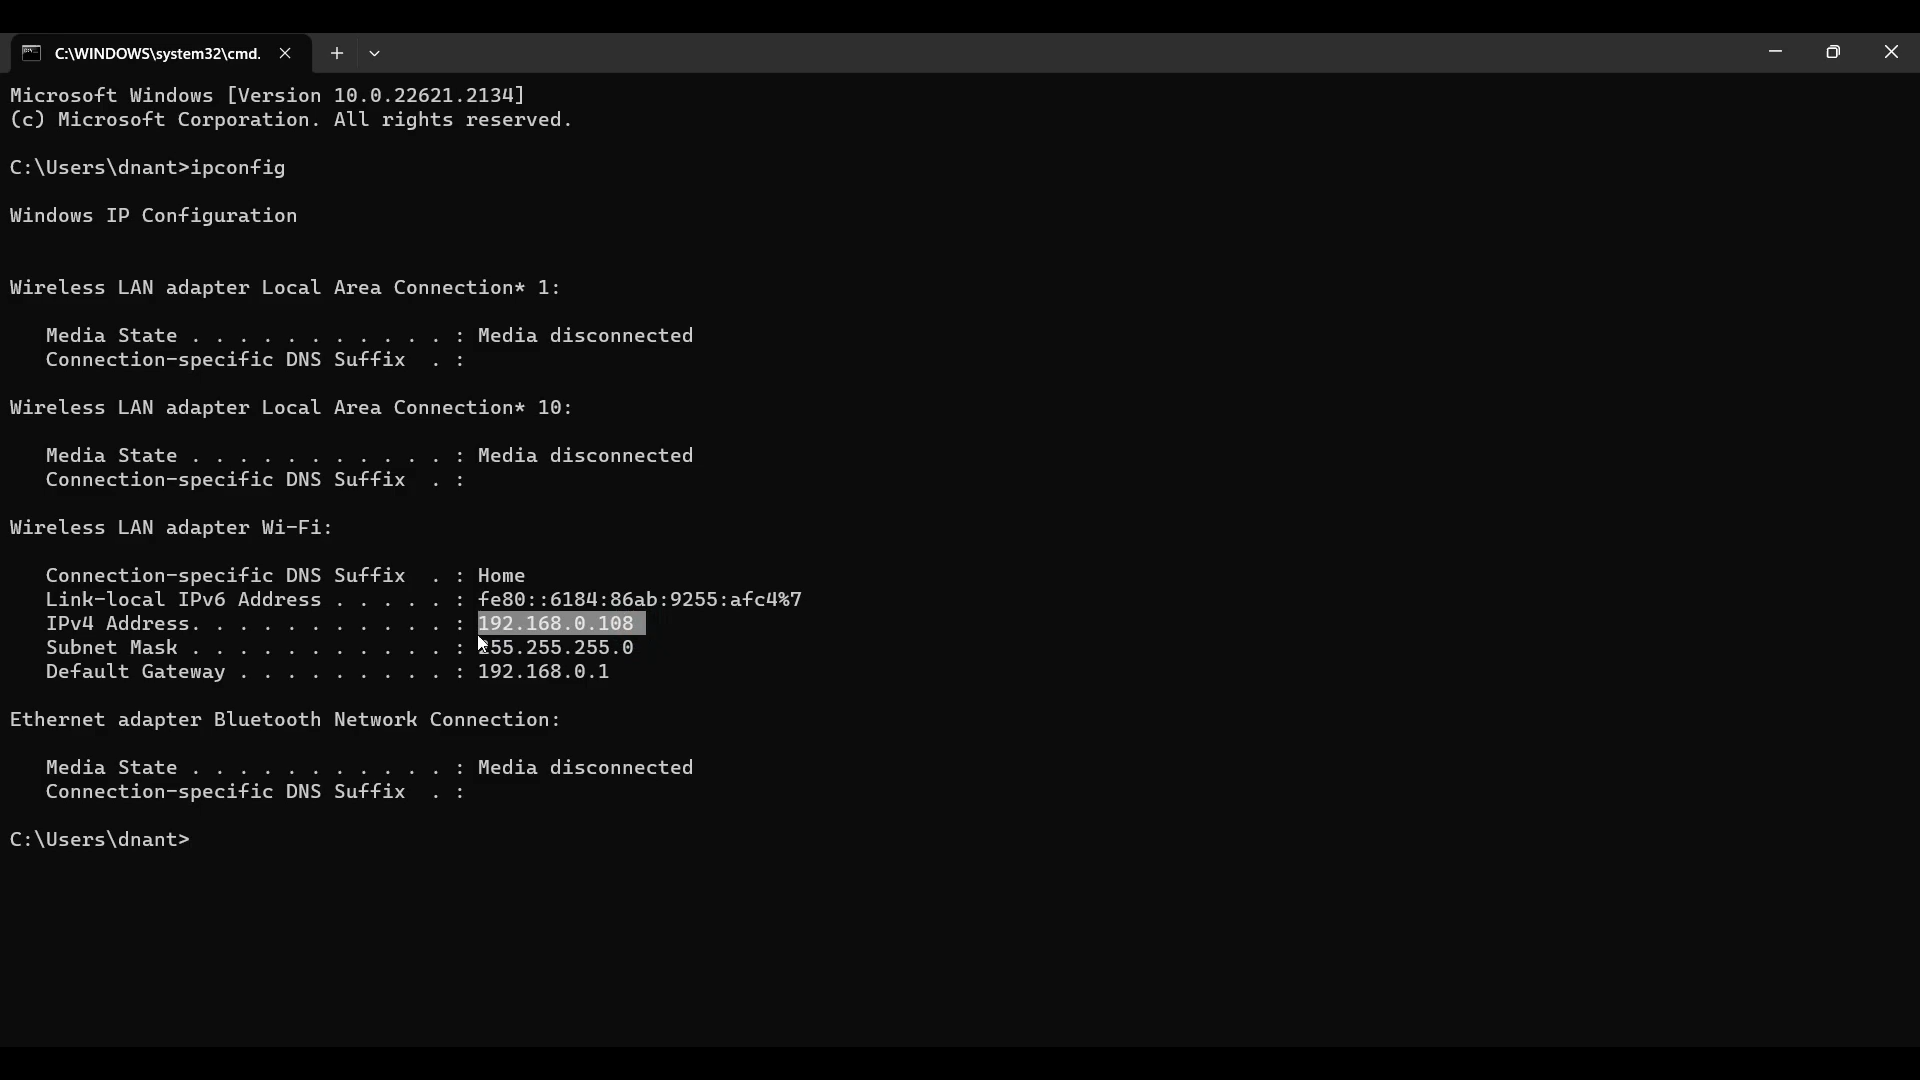 C:\WINDOWS\system32\cmd.
Microsoft Windows [Version 10.0.22621.2134]
(c) Microsoft Corporation. All rights reserved.
C:\Users\dnant>ipconfig
Windows IP Configuration
Wireless LAN adapter Local Area Connection* 1:
Media State . . . . . . . . . . . : Media disconnected
Connection-specific DNS Suffix  . :
Wireless LAN adapter Local Area Connection* 10:
Media State . . . . . . . . . . . : Media disconnected
Connection-specific DNS Suffix  . :
Wireless LAN adapter Wi-Fi:
Connection-specific DNS Suffix  . : Home
Link-local IPv6 Address . . . . . : fe80::6184:86ab:9255:afc4%7
IPv4 Address. . . . . . . . . . . : 192.168.0.108
Subnet Mask . . . . . . . . . . . : 255.255.255.0
Default Gateway . . . . . . . . . : 192.168.0.1
Ethernet adapter Bluetooth Network Connection:
Media State . . . . . . . . . . . : Media disconnected
Connection-specific DNS Suffix  . :
C:\Users\dnant>